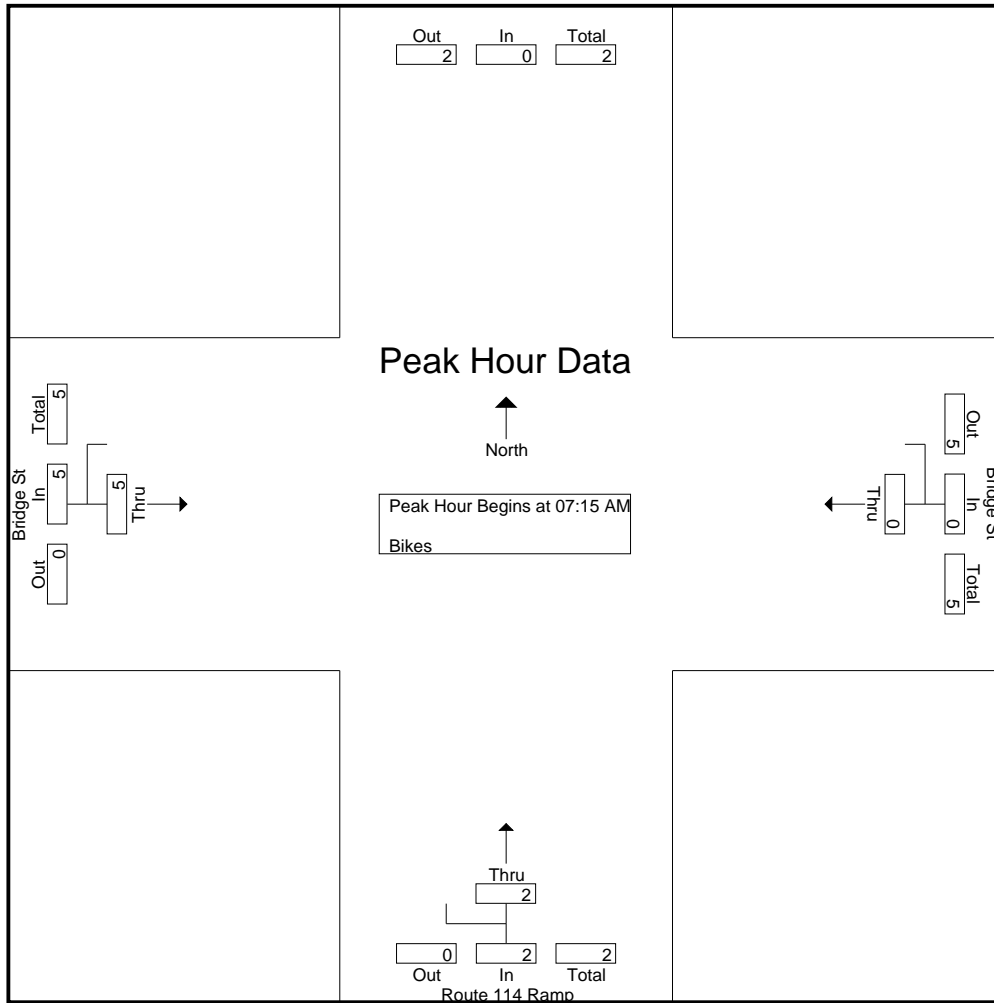 Out In Total
2 0 2
Peak Hour Data
North
Peak Hour Begins at 07:15 AM
Bikes
Bridge St
Total In Out
5 5 0
Thru
5
Bridge St
Out In Total
5 0 5
Thru
0
Thru
2
0 2 2
Out In Total
Route 114 Ramp